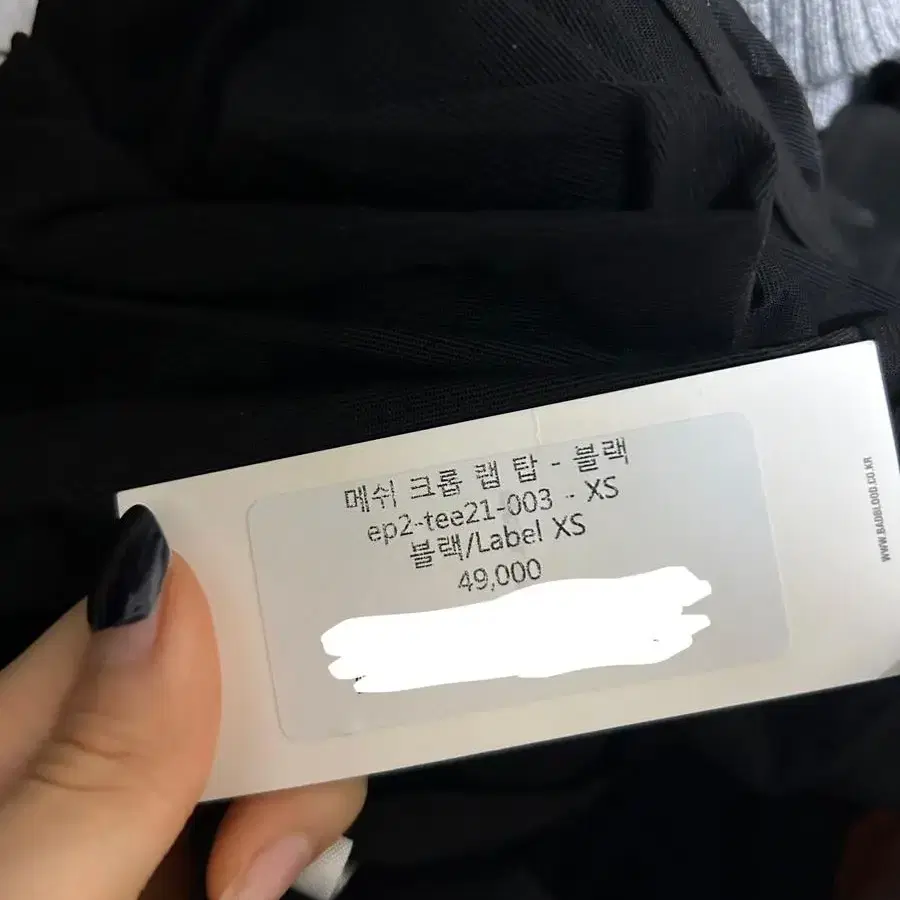 메쉬 크롭 랩 탑 - 블랙
ep2-tee21-003 - XS
블랙/Label XS
49,000
WWW.BADBLOOD.CO.KR